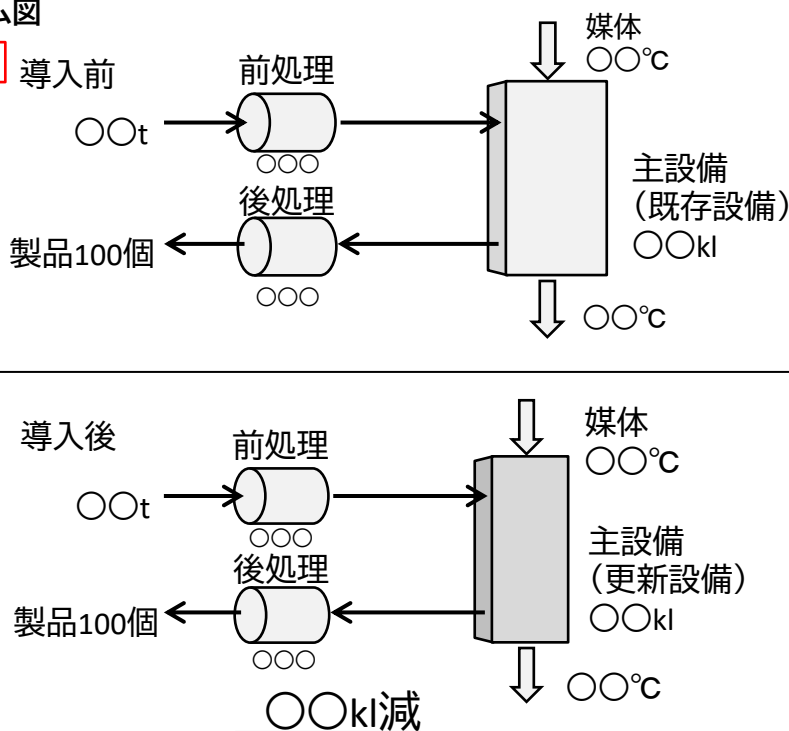 ム図
導入前
前処理
媒体
○○℃
○○t
○○○
主設備
（既存設備）
○○kl
後処理
製品100個
○○○
○○℃
導入後
前処理
媒体
○○℃
○○t
○○○
主設備
（更新設備）
○○kl
後処理
製品100個
○○○
○○℃
○○kl減